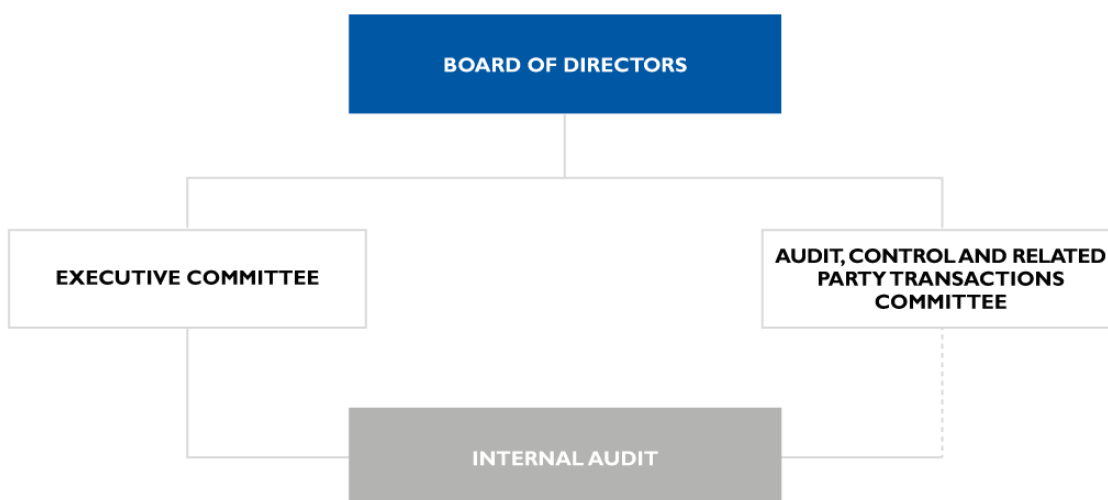 BOARD OF DIRECTORS
EXECUTIVE COMMITTEE
AUDIT, CONTROL AND RELATED
PARTY TRANSACTIONS
COMMITTEE
INTERNAL AUDIT